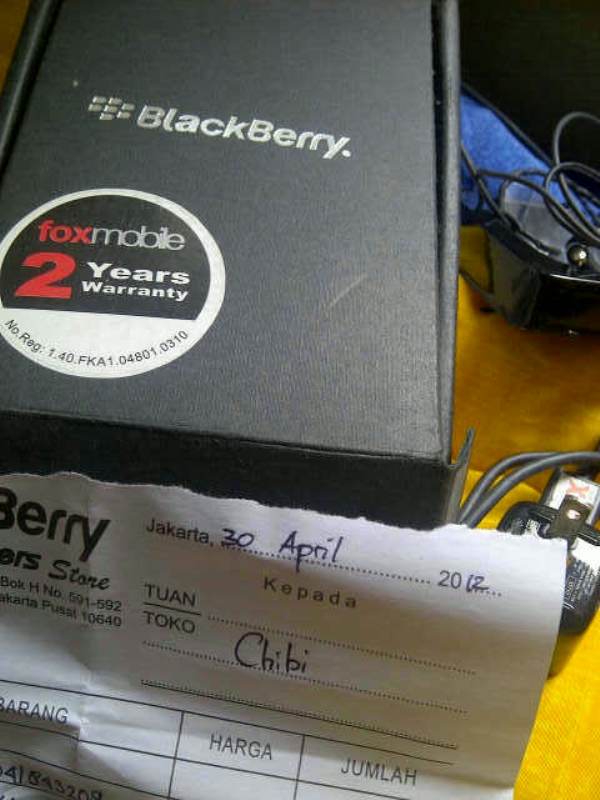 BlackBerry.
foxmobile
2 Years
Warranty
No.Reg: 1.40.FKA1.04801.0310
Berry
ers Store
Bok H No. 591-592
akarta Pusat 10640
Jakarta, 30 April 2012
Kepada
TUAN
TOKO
Chibi
BARANG
HARGA
JUMLAH
041843209